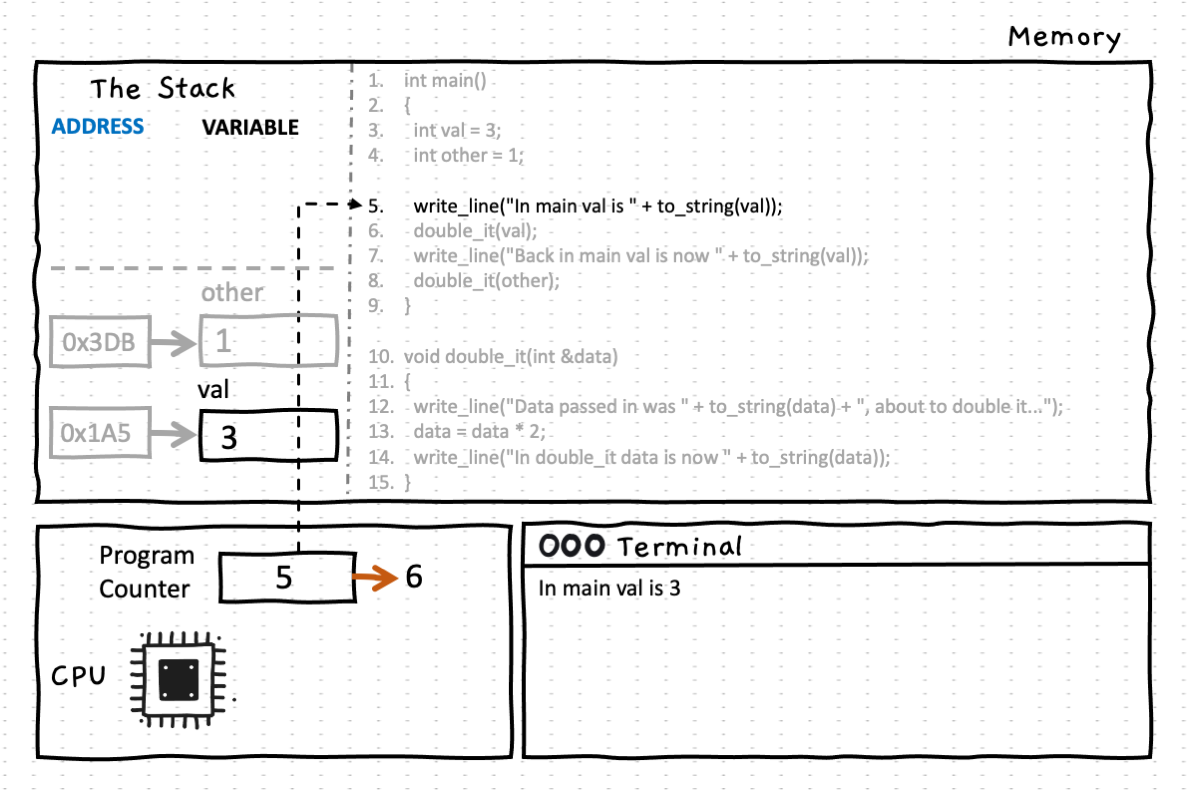 Memory
The Stack
ADDRESS VARIABLE
other
0x3DB 1
val
0x1A5 3
1. int main()
2. {
3. int val = 3;
4. int other = 1;
5. write_line("In main val is " + to_string(val));
6. double_it(val);
7. write_line("Back in main val is now " + to_string(val));
8. double_it(other);
9. }
10. void double_it(int &data)
11. {
12. write_line("Data passed in was " + to_string(data) + ", about to double it...");
13. data = data * 2;
14. write_line("In double_it data is now " + to_string(data));
15. }
Program
Counter
5 6
CPU
Terminal
In main val is 3